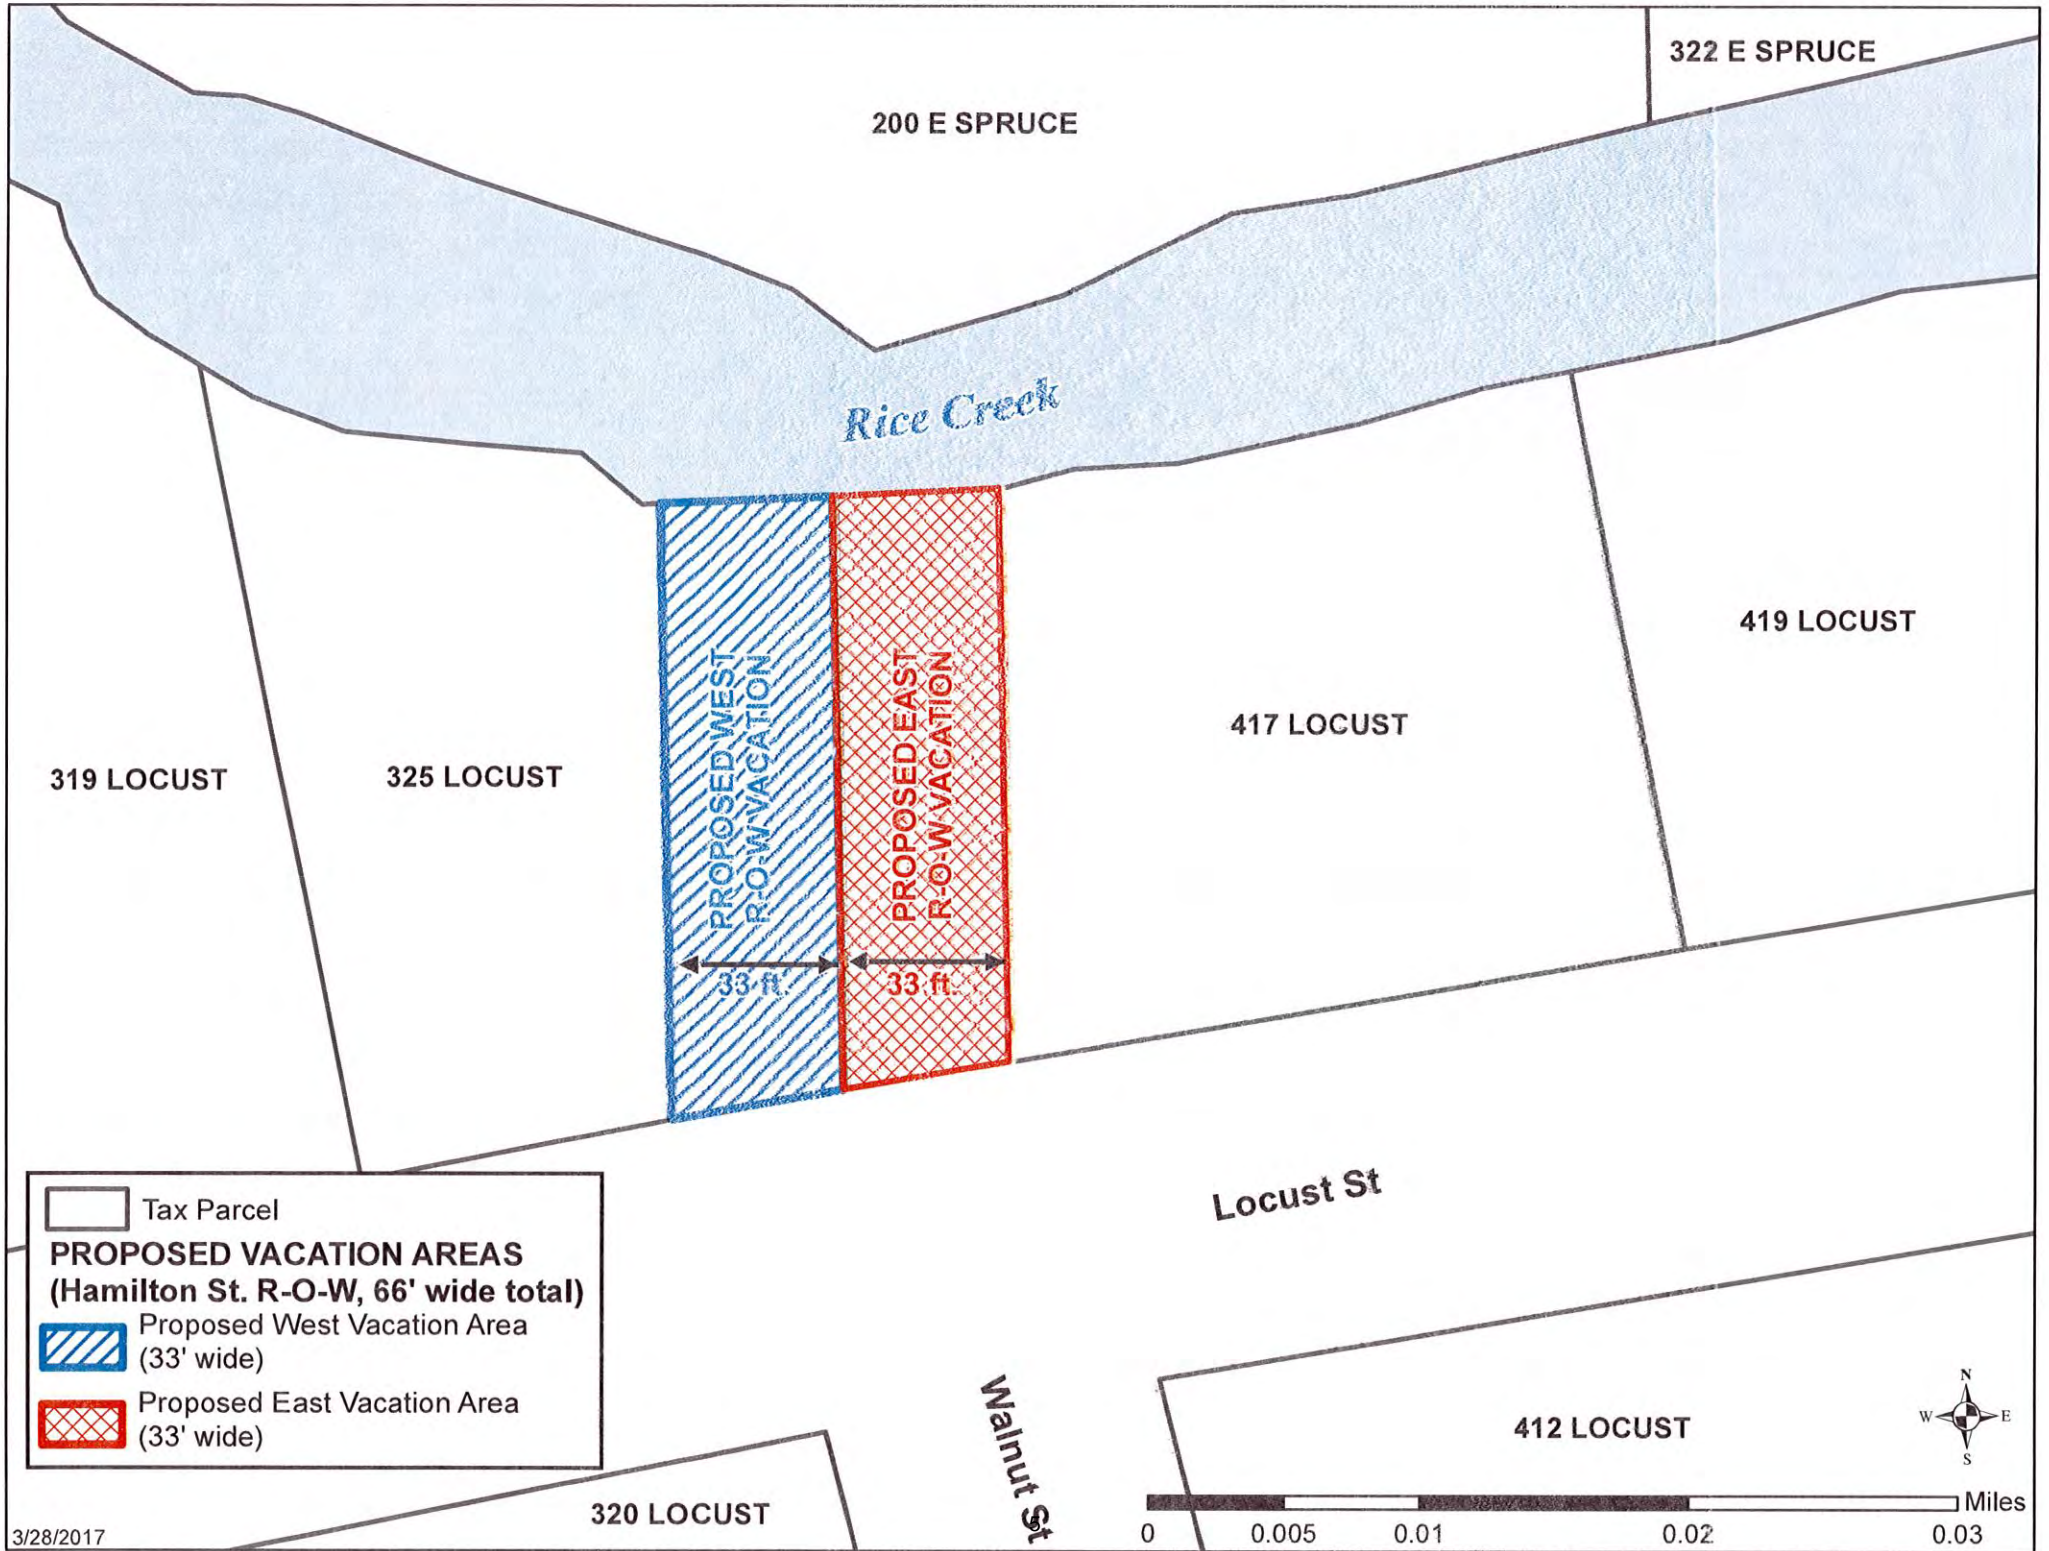 322 E SPRUCE
200 E SPRUCE
Rice Creek
419 LOCUST
417 LOCUST
319 LOCUST
325 LOCUST
PROPOSED WEST
R-O-W VACATION
PROPOSED EAST
R-O-W VACATION
33 ft.
33 ft.
Locust St
Tax Parcel
PROPOSED VACATION AREAS
(Hamilton St. R-O-W, 66' wide total)
Proposed West Vacation Area
(33' wide)
Proposed East Vacation Area
(33' wide)
Walnut St
412 LOCUST
N
W E
S
320 LOCUST
Miles
0 0.005 0.01 0.02 0.03
3/28/2017